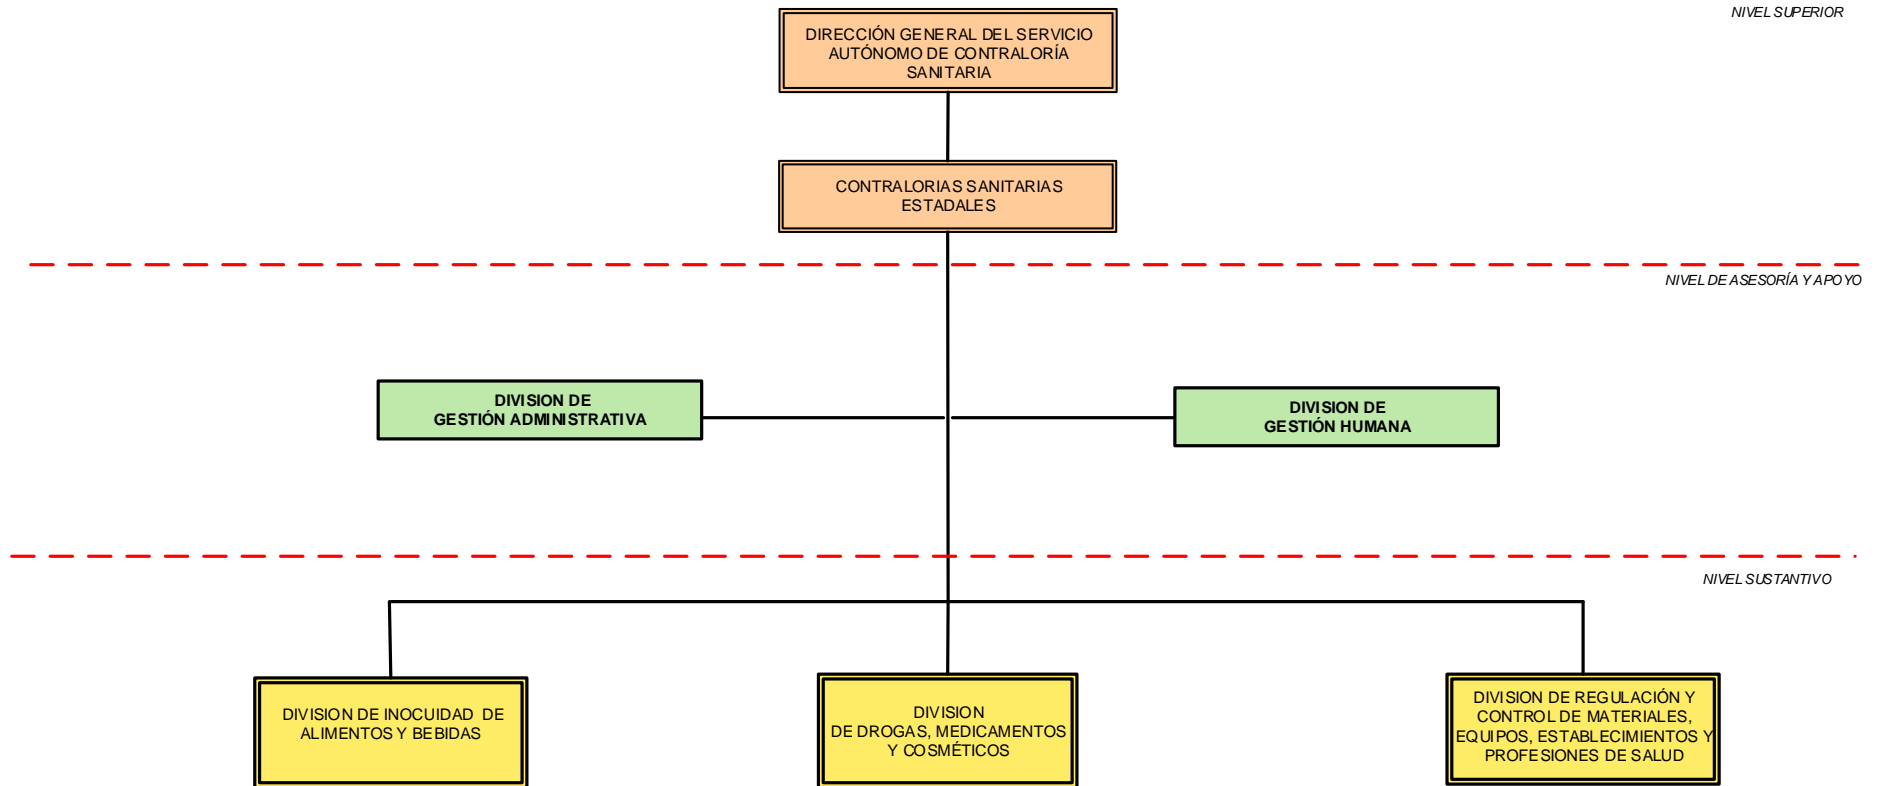 NIVEL SUPERIOR
DIRECCIÓN GENERAL DEL SERVICIO
AUTÓNOMO DE CONTRALORÍA
SANITARIA
CONTRALORIAS SANITARIAS
ESTADALES
NIVEL DE ASESORÍA Y APOYO
DIVISION DE
GESTIÓN ADMINISTRATIVA
DIVISION DE
GESTIÓN HUMANA
NIVEL SUSTANTIVO
DIVISION DE INOCUIDAD DE
ALIMENTOS Y BEBIDAS
DIVISION
DE DROGAS, MEDICAMENTOS
Y COSMÉTICOS
DIVISION DE REGULACIÓN Y
CONTROL DE MATERIALES,
EQUIPOS, ESTABLECIMIENTOS Y
PROFESIONES DE SALUD